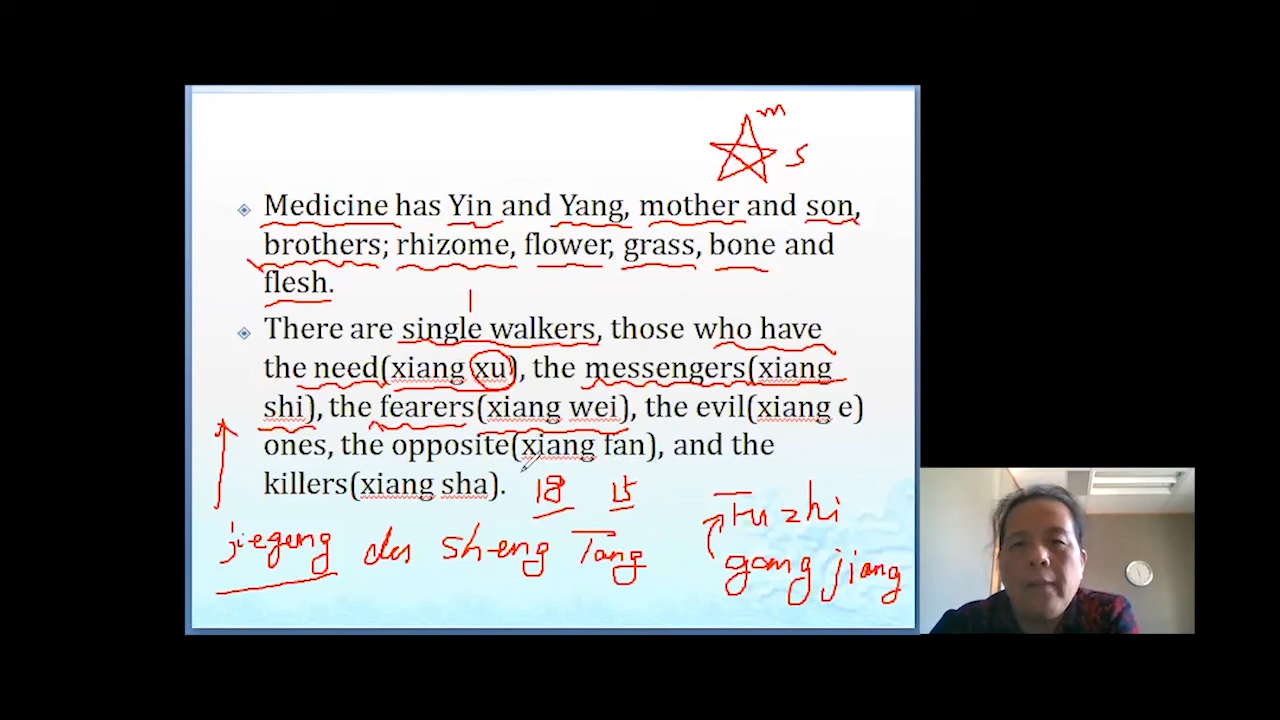 m
s
Medicine has Yin and Yang, mother and son,
brothers; rhizome, flower, grass, bone and
flesh.
There are single walkers, those who have
the need(xiang xu), the messengers(xiang
shi), the fearers(xiang wei), the evil(xiang e)
ones, the opposite(xiang fan), and the
killers(xiang sha).
18 15
jiegeng des sheng Tang
Fu zhi
gang jiang